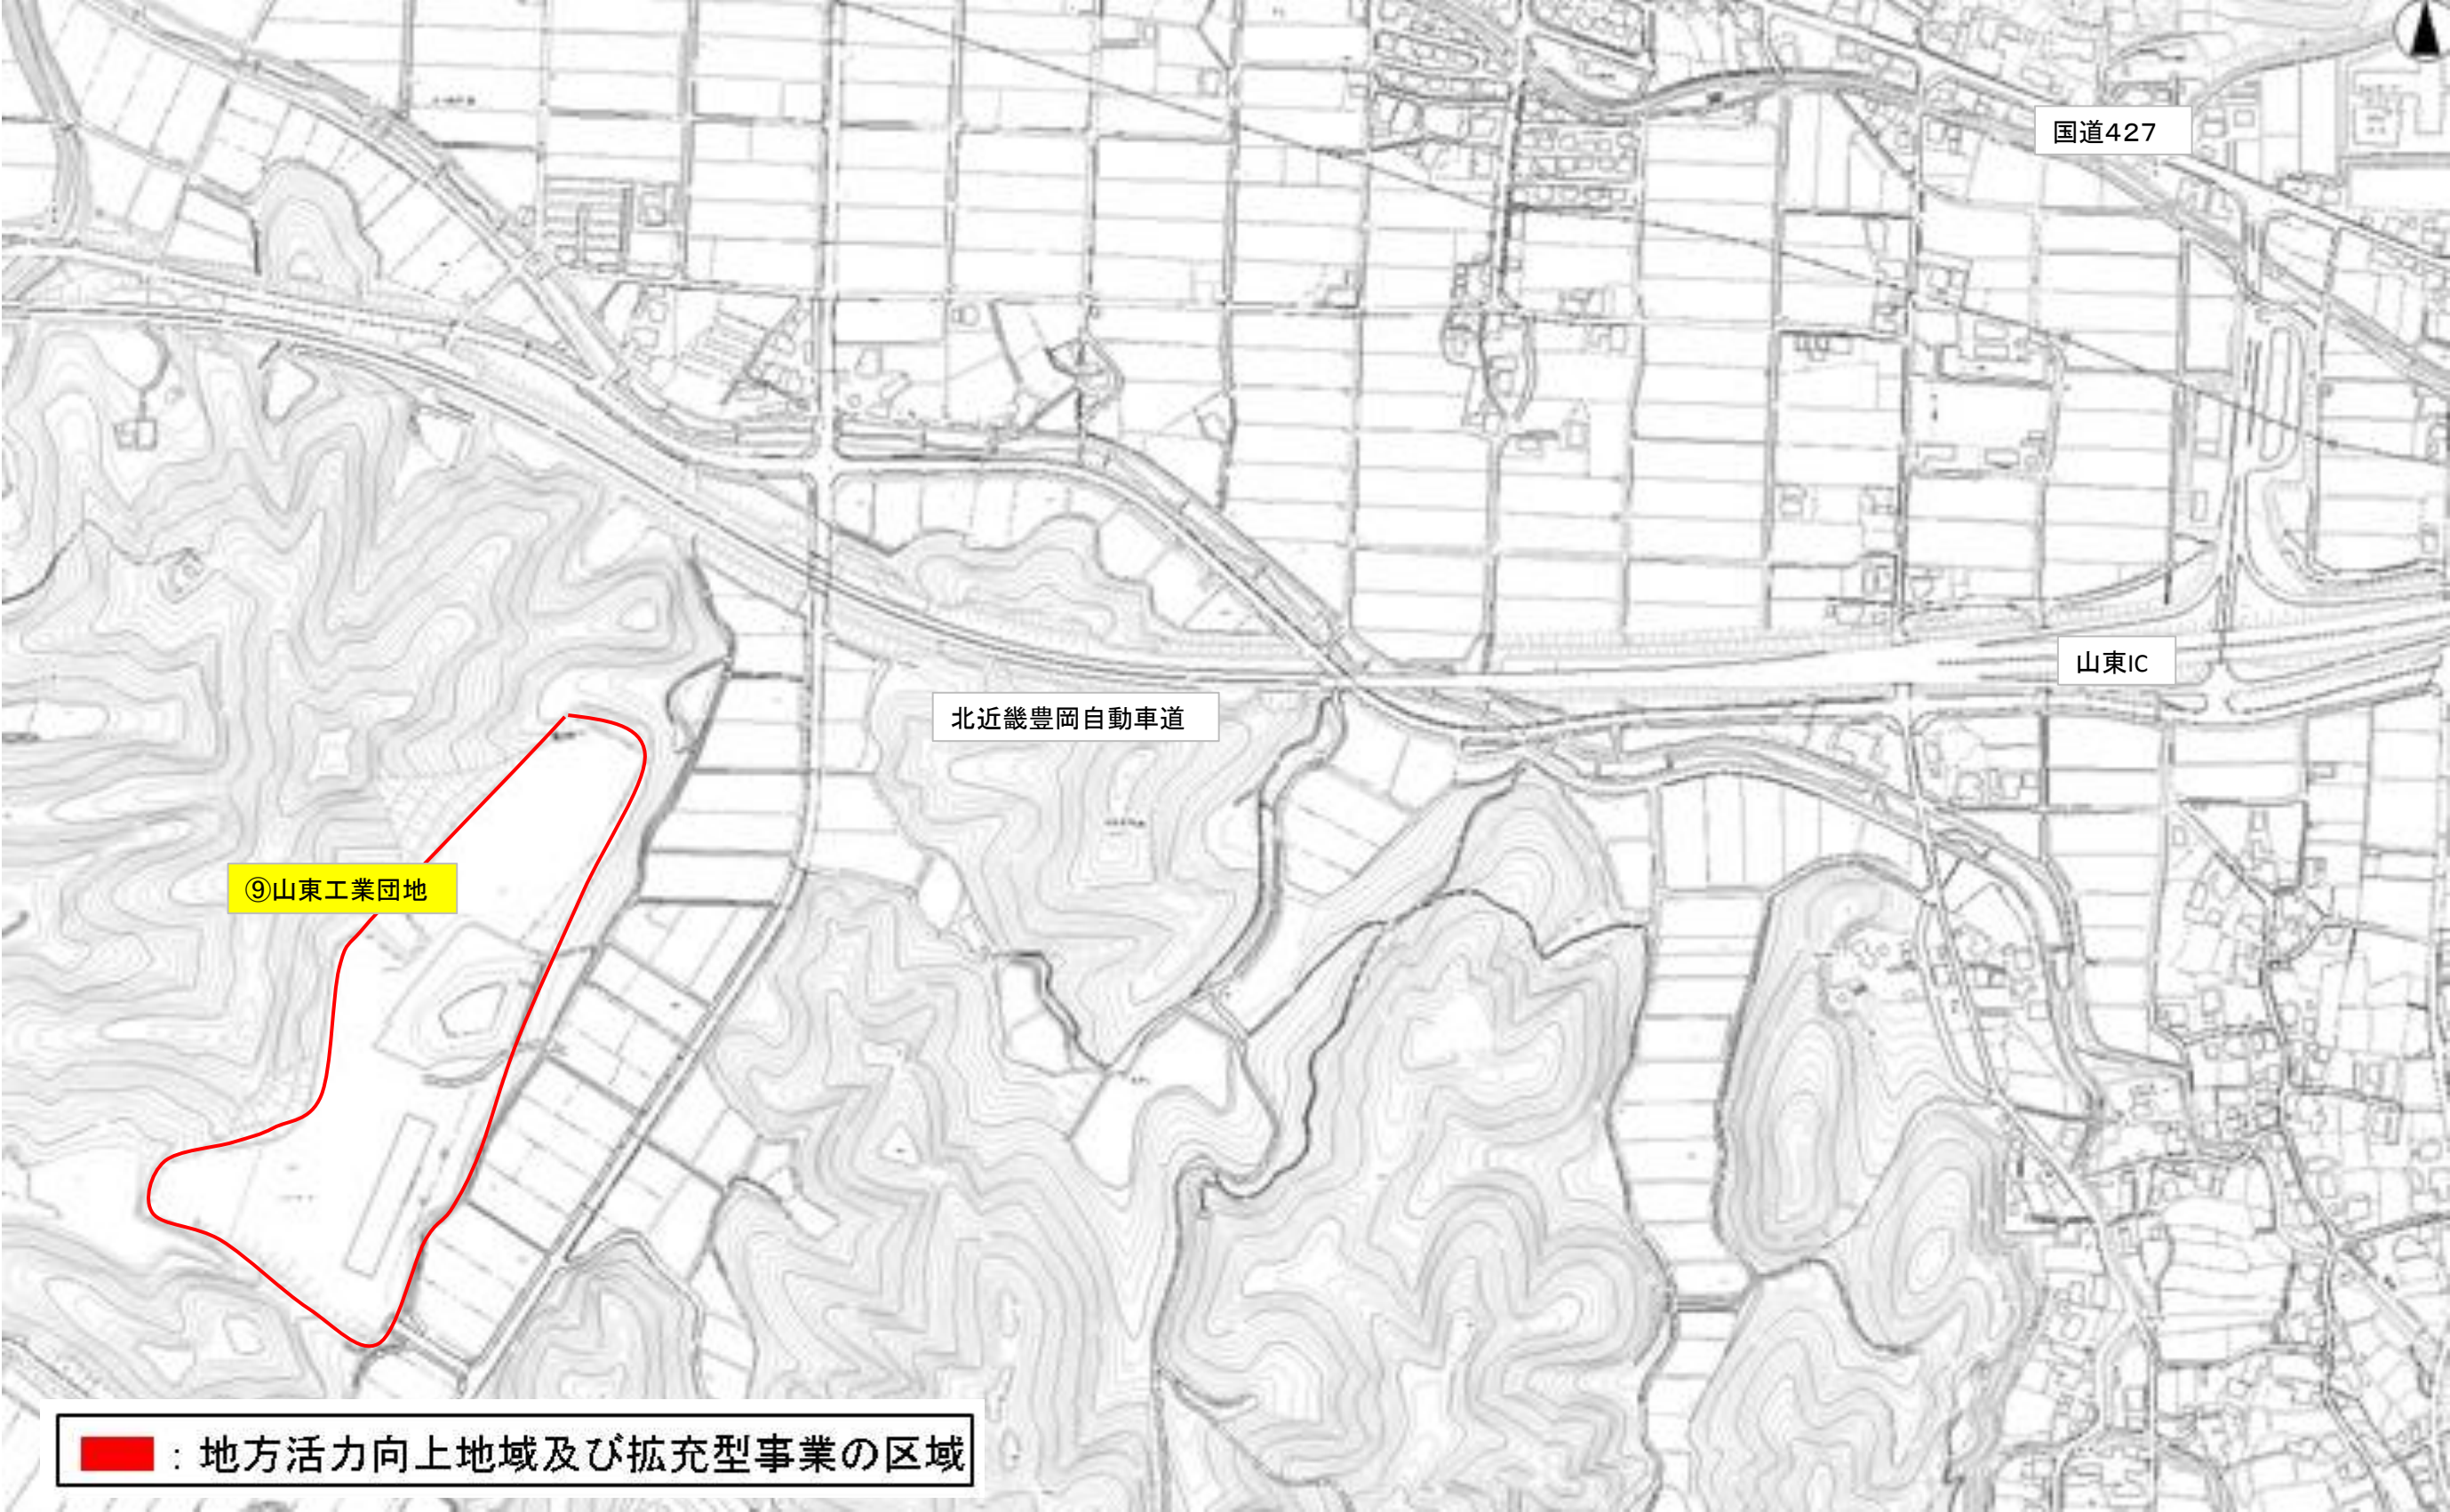 国道427
山東IC
北近畿豊岡自動車道
⑨山東工業団地
：地方活力向上地域及び拡充型事業の区域